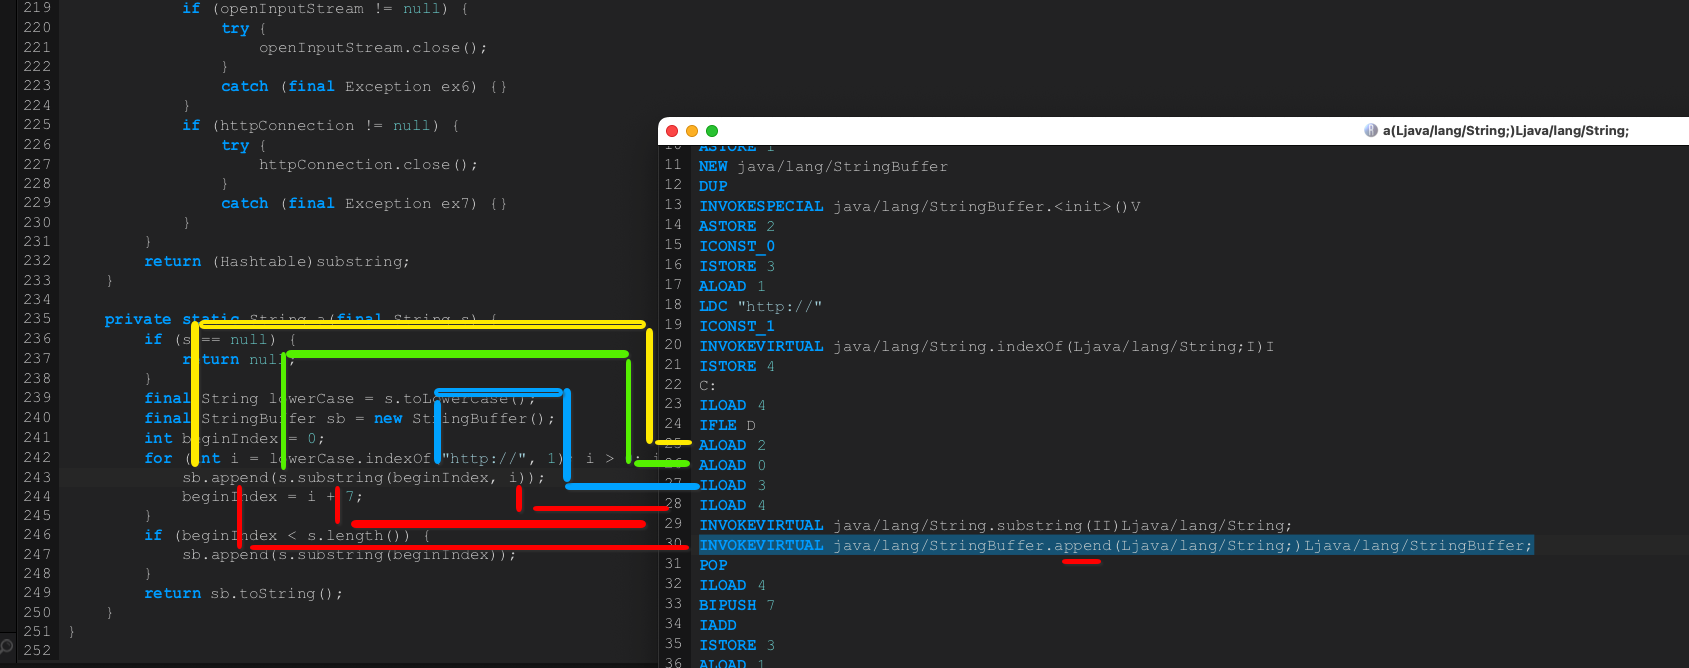 219 if (openInputStream != null) {
220 try {
221 openInputStream.close();
222 }
223 catch (final Exception ex6) {}
224 }
225 if (httpConnection != null) {
226 try {
227 httpConnection.close();
228 }
229 catch (final Exception ex7) {}
230 }
231 }
232 return (Hashtable)substring;
233 }
234
235 private static String a(final String s) {
236 if (s == null) {
237 return null;
238 }
239 final String lowerCase = s.toLowerCase();
240 final StringBuffer sb = new StringBuffer();
241 int beginIndex = 0;
242 for (int i = lowerCase.indexOf("http://", 1); i >
243 sb.append(s.substring(beginIndex, i));
244 beginIndex = i + 7;
245 }
246 if (beginIndex < s.length()) {
247 sb.append(s.substring(beginIndex));
248 }
249 return sb.toString();
250 }
251 }
252
a(Ljava/lang/String;)Ljava/lang/String;
10 ASTORE 1
11 NEW java/lang/StringBuffer
12 DUP
13 INVOKESPECIAL java/lang/StringBuffer.<init>()V
14 ASTORE 2
15 ICONST_0
16 ISTORE 3
17 ALOAD 1
18 LDC "http://"
19 ICONST_1
20 INVOKEVIRTUAL java/lang/String.indexOf(Ljava/lang/String;I)I
21 ISTORE 4
22 C:
23 ILOAD 4
24 IFLE D
25 ALOAD 2
26 ALOAD 0
27 ILOAD 3
28 ILOAD 4
29 INVOKEVIRTUAL java/lang/String.substring(II)Ljava/lang/String;
30 INVOKEVIRTUAL java/lang/StringBuffer.append(Ljava/lang/String;)Ljava/lang/StringBuffer;
31 POP
32 ILOAD 4
33 BIPUSH 7
34 IADD
35 ISTORE 3
36 ALOAD 1